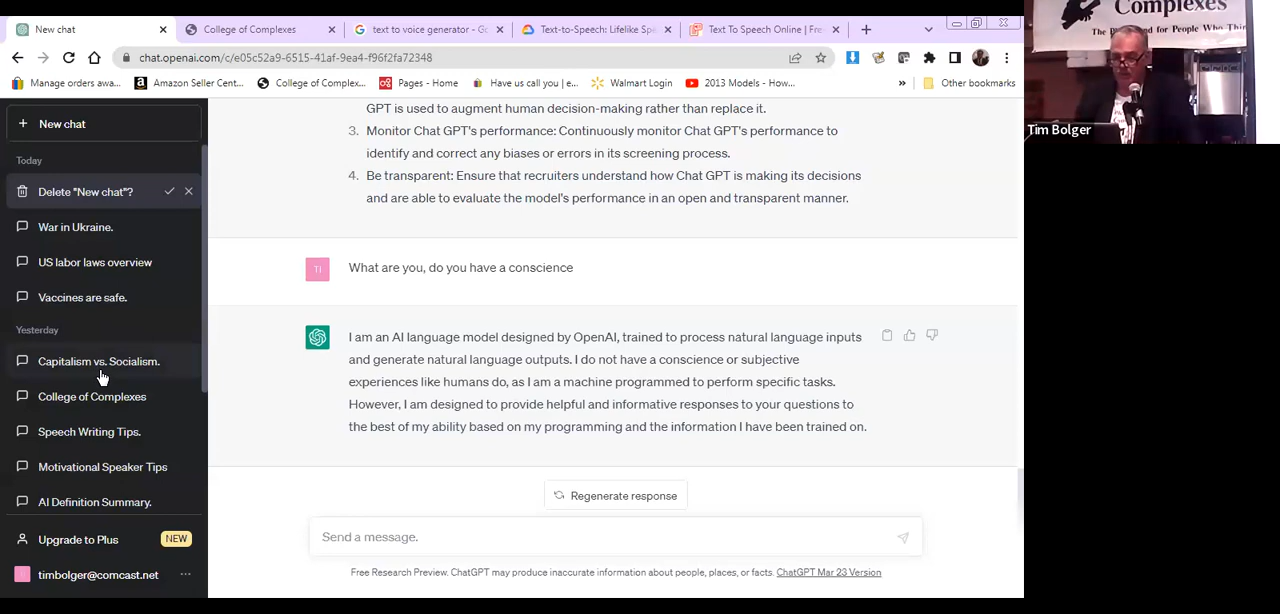 New chat
College of Complexes
text to voice generator - Go
Text-to-Speech: Lifelike Spe
Text To Speech Online | Free
chat.openai.com/c/e05c52a9-6515-41af-9ea4-f96f2fa72348
Manage orders awa...
Amazon Seller Cent...
College of Complex...
Pages - Home
Have us call you | e...
Walmart Login
2013 Models - How...
»
Other bookmarks
New chat
Today
Delete "New chat"?
War in Ukraine.
US labor laws overview
Vaccines are safe.
Yesterday
Capitalism vs. Socialism.
College of Complexes
Speech Writing Tips.
Motivational Speaker Tips
AI Definition Summary.
Upgrade to Plus
NEW
timbolger@comcast.net
GPT is used to augment human decision-making rather than replace it.
3. Monitor Chat GPT's performance: Continuously monitor Chat GPT's performance to
identify and correct any biases or errors in its screening process.
4. Be transparent: Ensure that recruiters understand how Chat GPT is making its decisions
and are able to evaluate the model's performance in an open and transparent manner.
TI
What are you, do you have a conscience
I am an AI language model designed by OpenAI, trained to process natural language inputs
and generate natural language outputs. I do not have a conscience or subjective
experiences like humans do, as I am a machine programmed to perform specific tasks.
However, I am designed to provide helpful and informative responses to your questions to
the best of my ability based on my programming and the information I have been trained on.
Regenerate response
Send a message.
Free Research Preview. ChatGPT may produce inaccurate information about people, places, or facts. ChatGPT Mar 23 Version
Complexes
for People Who Thin
Tim Bolger